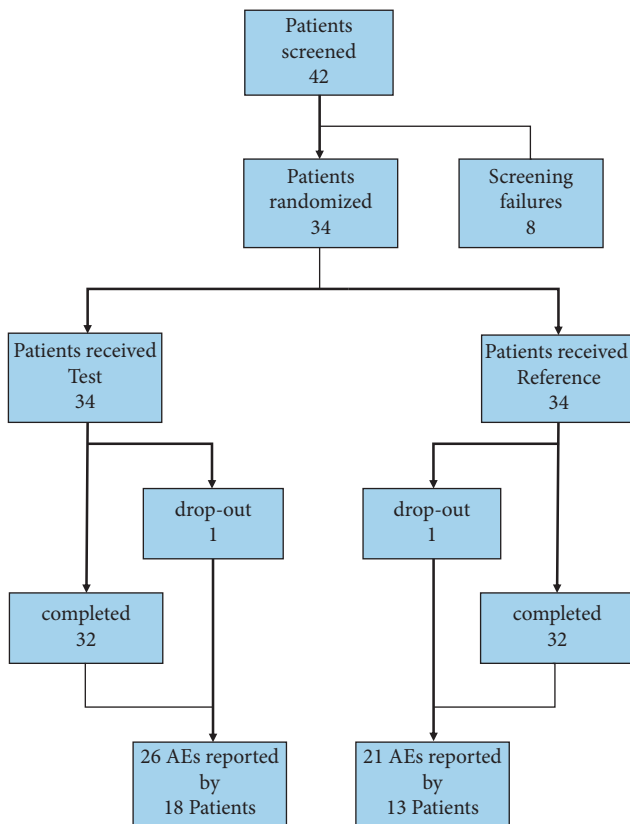 Patients
screened
42
Patients
randomized
34
Screening
failures
8
Patients received
Test
34
Patients received
Reference
34
drop-out
1
drop-out
1
completed
32
completed
32
26 AEs reported
by
18 Patients
21 AEs reported
by
13 Patients